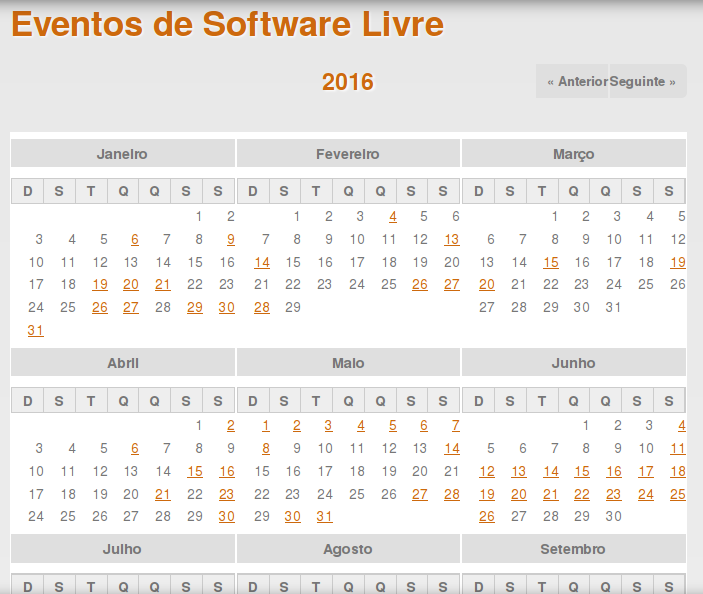 Eventos de Software Livre
2016
« Anterior Seguinte »
Janeiro Fevereiro Março
D S T Q Q S S D S T Q Q S S D S T Q Q S S
1 2 1 2 3 4 5 6 1 2 3 4 5
3 4 5 6 7 8 9 7 8 9 10 11 12 13 6 7 8 9 10 11 12
10 11 12 13 14 15 16 14 15 16 17 18 19 20 13 14 15 16 17 18 19
17 18 19 20 21 22 23 21 22 23 24 25 26 27 20 21 22 23 24 25 26
24 25 26 27 28 29 30 28 29 27 28 29 30 31
31
Abril Maio Junho
D S T Q Q S S D S T Q Q S S D S T Q Q S S
1 2 1 2 3 4 5 6 7 1 2 3 4
3 4 5 6 7 8 9 8 9 10 11 12 13 14 5 6 7 8 9 10 11
10 11 12 13 14 15 16 15 16 17 18 19 20 21 12 13 14 15 16 17 18
17 18 19 20 21 22 23 22 23 24 25 26 27 28 19 20 21 22 23 24 25
24 25 26 27 28 29 30 29 30 31 26 27 28 29 30
Julho Agosto Setembro
D S T Q Q S S D S T Q Q S S D S T Q Q S S